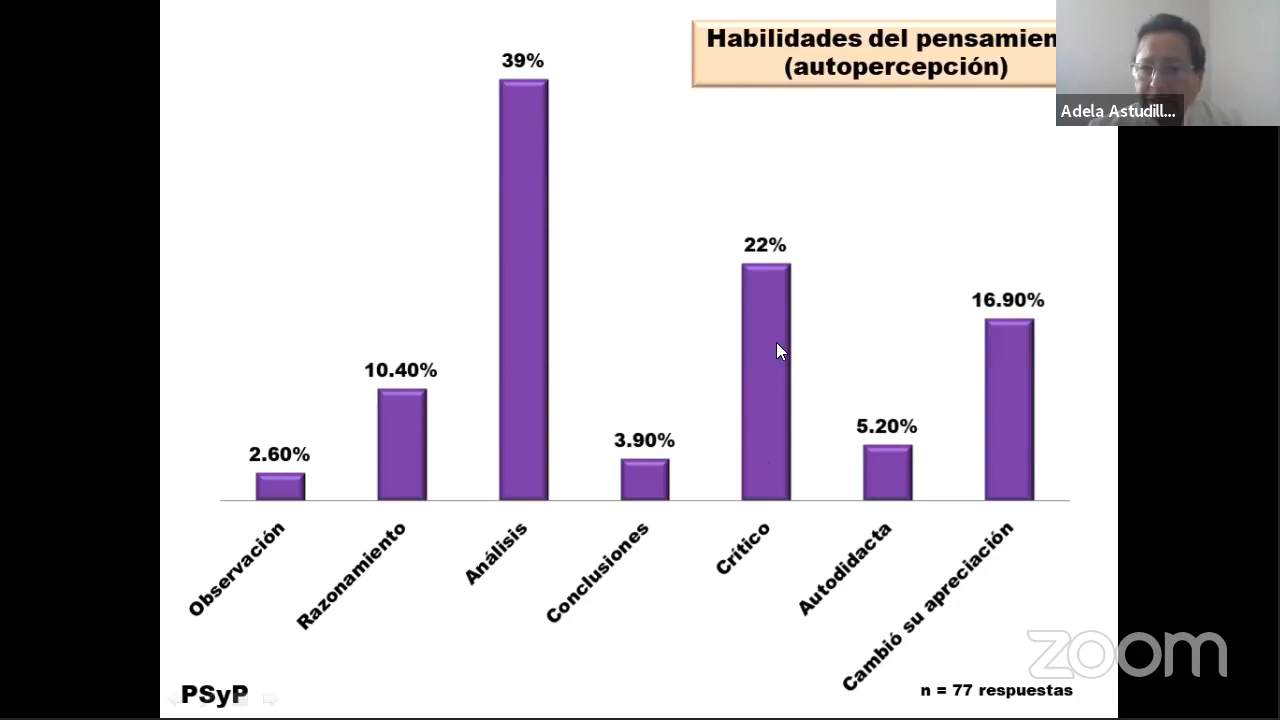 Habilidades del pensamien
(autopercepción)
Adela Astudill...
39%
22%
16.90%
10.40%
5.20%
3.90%
2.60%
Observación
Razonamiento
Análisis
Conclusiones
Crítico
Autodidacta
Cambió su apreciación
zoom
PSyP
n = 77 respuestas